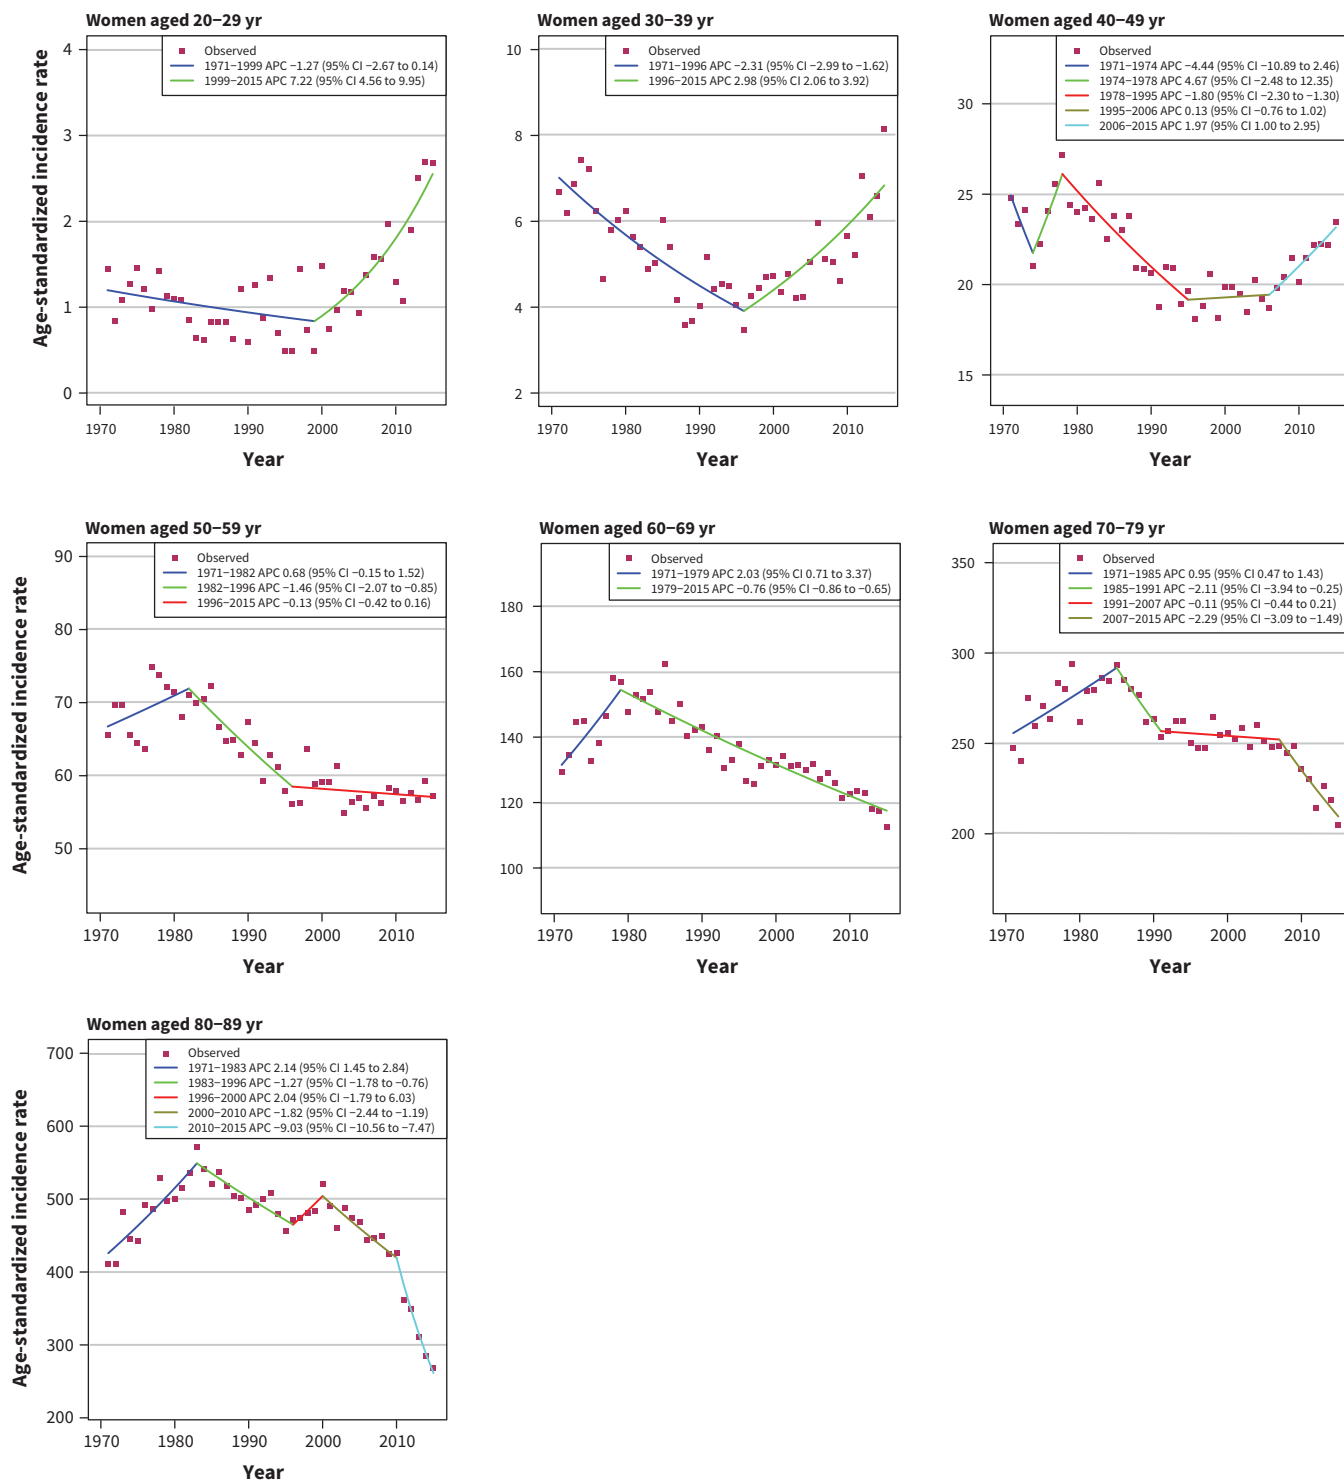 Women aged 20−29 yr
Age-standardized incidence rate
4
3
2
1
0
Observed
1971−1999 APC −1.27 (95% CI −2.67 to 0.14)
1999−2015 APC 7.22 (95% CI 4.56 to 9.95)
1970 1980 1990 2000 2010
Year
Women aged 30−39 yr
10
8
6
4
2
Observed
1971−1996 APC −2.31 (95% CI −2.99 to −1.62)
1996−2015 APC 2.98 (95% CI 2.06 to 3.92)
1970 1980 1990 2000 2010
Year
Women aged 40−49 yr
30
25
20
15
Observed
1971−1974 APC −4.44 (95% CI −10.89 to 2.46)
1974−1978 APC 4.67 (95% CI −2.48 to 12.35)
1978−1995 APC −1.80 (95% CI −2.30 to −1.30)
1995−2006 APC 0.13 (95% CI −0.76 to 1.02)
2006−2015 APC 1.97 (95% CI 1.00 to 2.95)
1970 1980 1990 2000 2010
Year
Women aged 50−59 yr
Age-standardized incidence rate
90
80
70
60
50
Observed
1971−1982 APC 0.68 (95% CI −0.15 to 1.52)
1982−1996 APC −1.46 (95% CI −2.07 to −0.85)
1996−2015 APC −0.13 (95% CI −0.42 to 0.16)
1970 1980 1990 2000 2010
Year
Women aged 60−69 yr
180
160
140
120
100
Observed
1971−1979 APC 2.03 (95% CI 0.71 to 3.37)
1979−2015 APC −0.76 (95% CI −0.86 to −0.65)
1970 1980 1990 2000 2010
Year
Women aged 70−79 yr
350
300
250
200
Observed
1971−1985 APC 0.95 (95% CI 0.47 to 1.43)
1985−1991 APC −2.11 (95% CI −3.94 to −0.25)
1991−2007 APC −0.11 (95% CI −0.44 to 0.21)
2007−2015 APC −2.29 (95% CI −3.09 to −1.49)
1970 1980 1990 2000 2010
Year
Women aged 80−89 yr
Age-standardized incidence rate
700
600
500
400
300
200
Observed
1971−1983 APC 2.14 (95% CI 1.45 to 2.84)
1983−1996 APC −1.27 (95% CI −1.78 to −0.76)
1996−2000 APC 2.04 (95% CI −1.79 to 6.03)
2000−2010 APC −1.82 (95% CI −2.44 to −1.19)
2010−2015 APC −9.03 (95% CI −10.56 to −7.47)
1970 1980 1990 2000 2010
Year